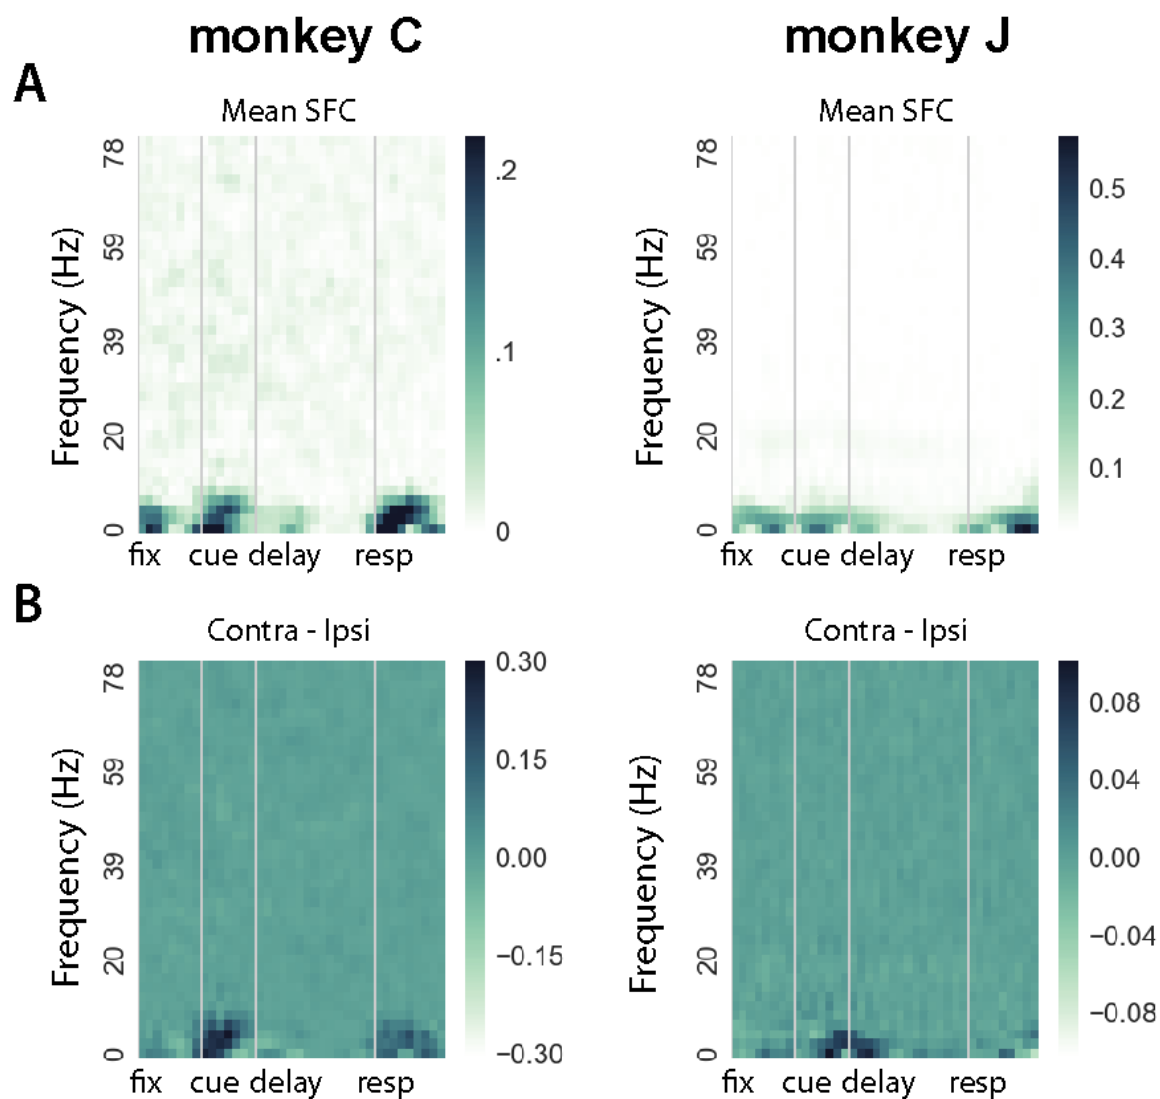 monkey C monkey J
A
Mean SFC Mean SFC
Frequency (Hz)
78
59
39
20
0
.2
.1
0
fix cue delay resp
Frequency (Hz)
78
59
39
20
0
0.5
0.4
0.3
0.2
0.1
fix cue delay resp
B
Contra - Ipsi Contra - Ipsi
Frequency (Hz)
78
59
39
20
0
0.30
0.15
0.00
−0.15
−0.30
fix cue delay resp
Frequency (Hz)
78
59
39
20
0
0.08
0.04
0.00
−0.04
−0.08
fix cue delay resp